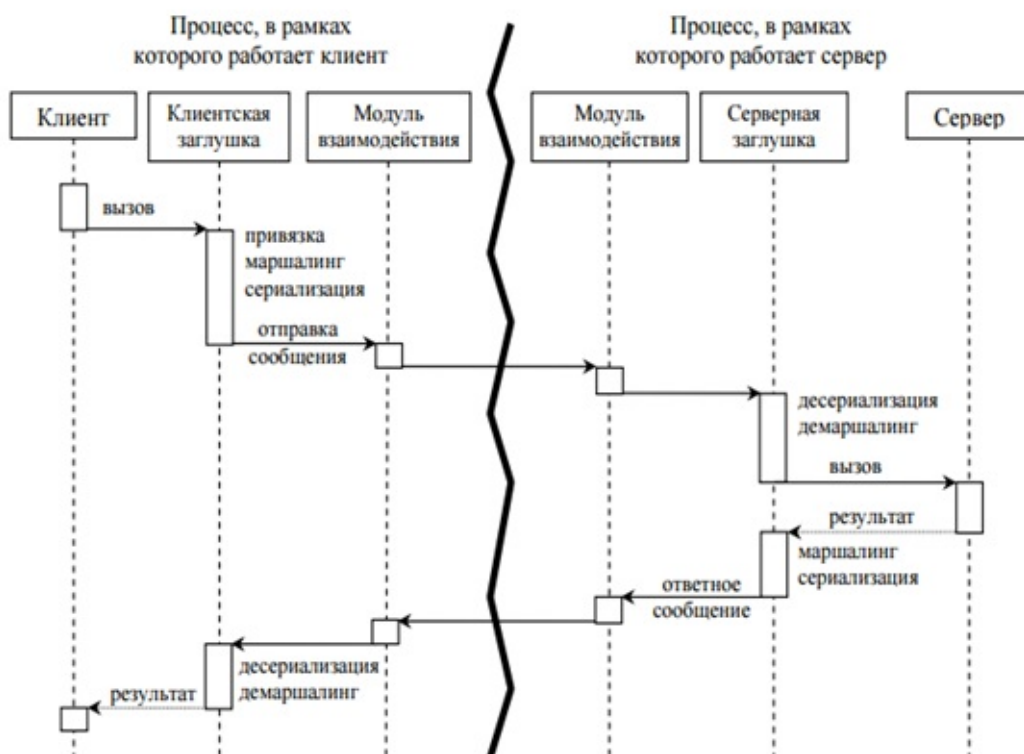 Процесс, в рамках
которого работает клиент
Процесс, в рамках
которого работает сервер
Клиент
Клиентская
заглушка
Модуль
взаимодействия
Модуль
взаимодействия
Серверная
заглушка
Сервер
вызов
привязка
маршалинг
сериализация
отправка
сообщения
десериализация
демаршалинг
вызов
результат
маршалинг
сериализация
ответное
сообщение
десериализация
демаршалинг
результат